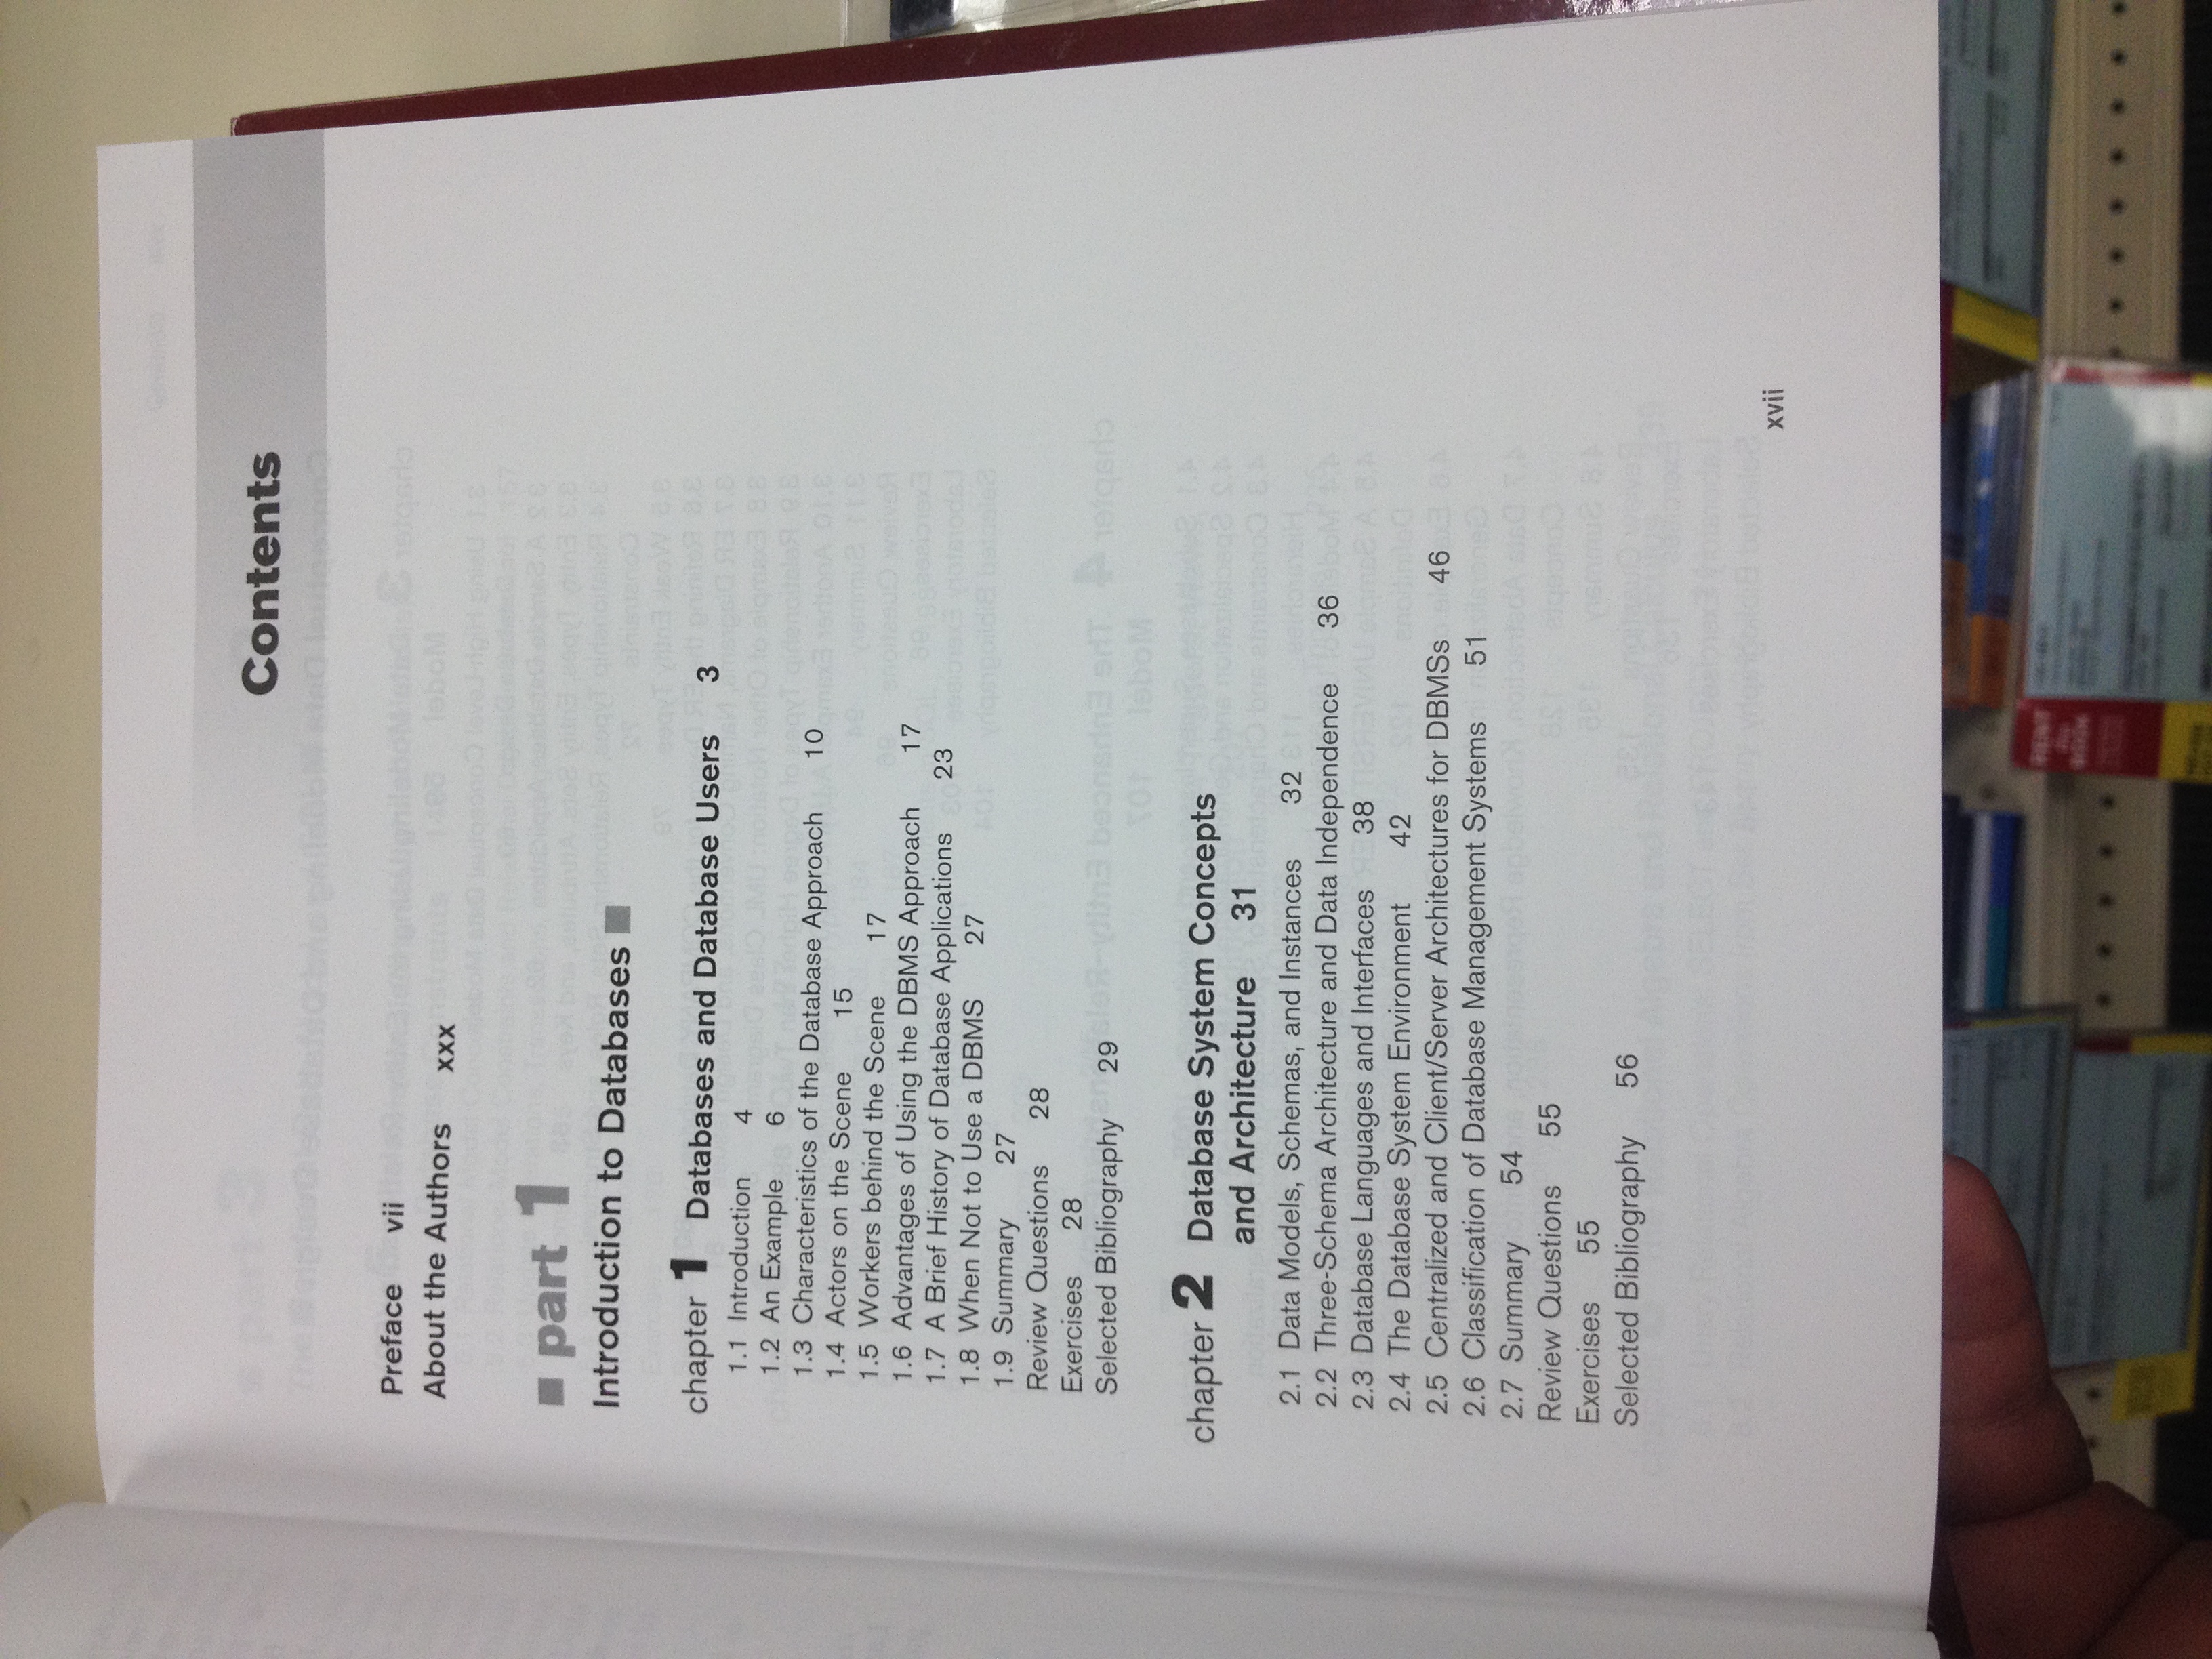 Contents
Preface vii
About the Authors xxx
■ part 1
Introduction to Databases ■
chapter 1 Databases and Database Users 3
1.1 Introduction 4
1.2 An Example 6
1.3 Characteristics of the Database Approach 10
1.4 Actors on the Scene 15
1.5 Workers behind the Scene 17
1.6 Advantages of Using the DBMS Approach 17
1.7 A Brief History of Database Applications 23
1.8 When Not to Use a DBMS 27
1.9 Summary 27
Review Questions 28
Exercises 28
Selected Bibliography 29
chapter 2 Database System Concepts
and Architecture 31
2.1 Data Models, Schemas, and Instances 32
2.2 Three-Schema Architecture and Data Independence 36
2.3 Database Languages and Interfaces 38
2.4 The Database System Environment 42
2.5 Centralized and Client/Server Architectures for DBMSs 46
2.6 Classification of Database Management Systems 51
2.7 Summary 54
Review Questions 55
Exercises 55
Selected Bibliography 56
xvii
RENT
the
BOOK